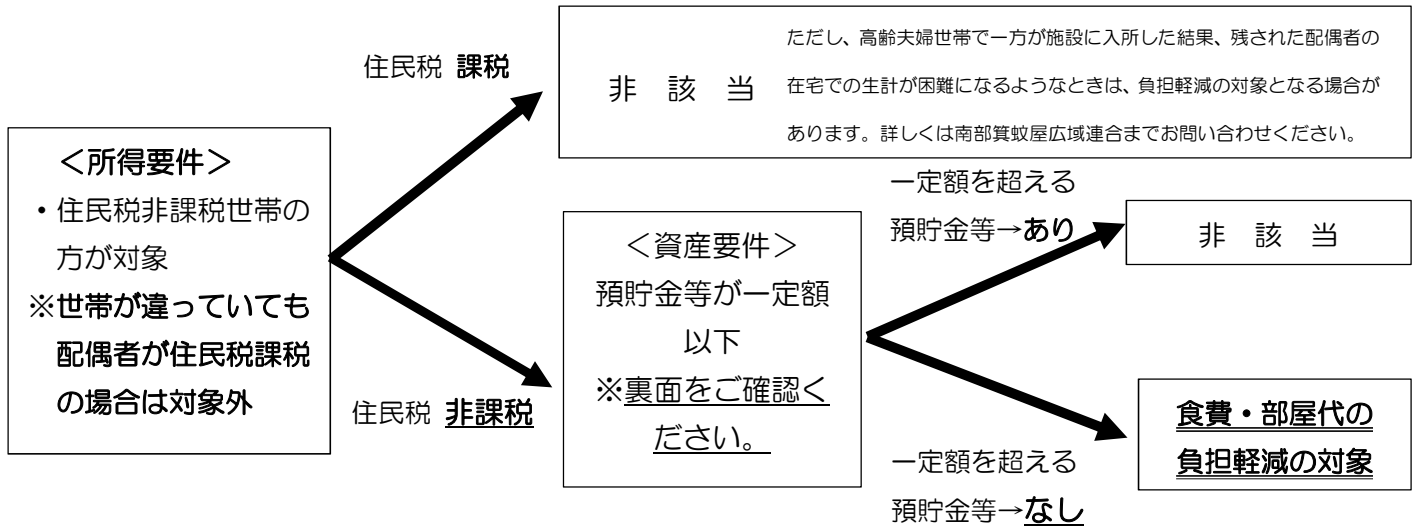 ＜所得要件＞
・住民税非課税世帯の
方が対象
※世帯が違っていても
配偶者が住民税課税
の場合は対象外
住民税 課税
非 該 当
ただし、高齢夫婦世帯で一方が施設に入所した結果、残された配偶者の
在宅での生計が困難になるようなときは、負担軽減の対象となる場合が
あります。詳しくは南部箕蚊屋広域連合までお問い合わせください。
住民税 非課税
＜資産要件＞
預貯金等が一定額
以下
※裏面をご確認く
ださい。
一定額を超える
預貯金等→あり
非 該 当
一定額を超える
預貯金等→なし
食費・部屋代の
負担軽減の対象